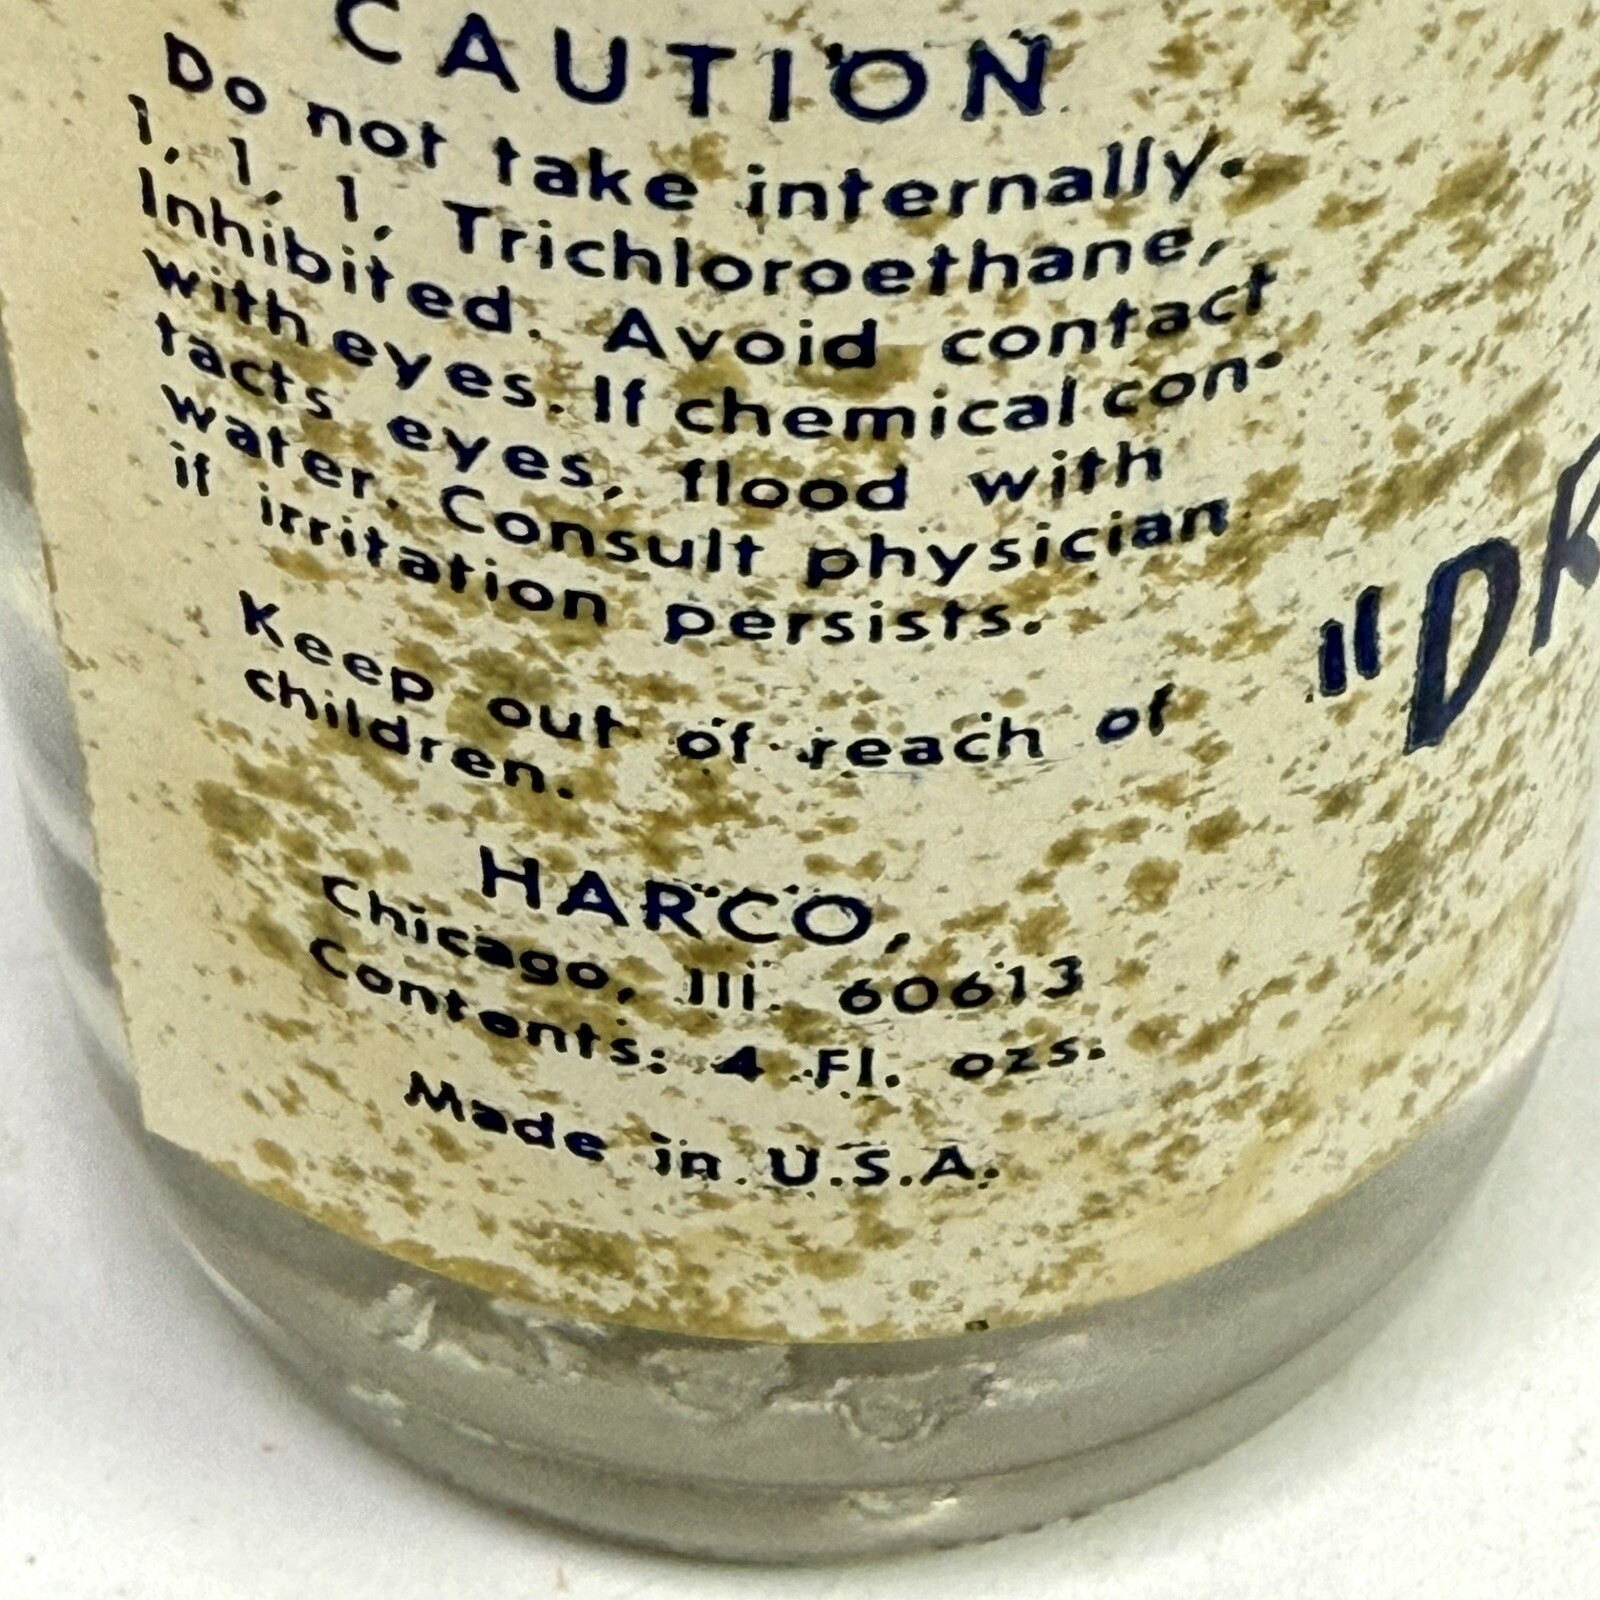 CAUTION
Do not take internally.
1, 1, 1, Trichloroethane,
Inhibited. Avoid contact
with eyes. If chemical con-
tacts eyes, flood with
water. Consult physician
if irritation persists.
Keep out of reach of
children.
HARCO,
Chicago, Ill. 60613
Contents: 4 Fl. ozs.
Made in U.S.A.
"DR